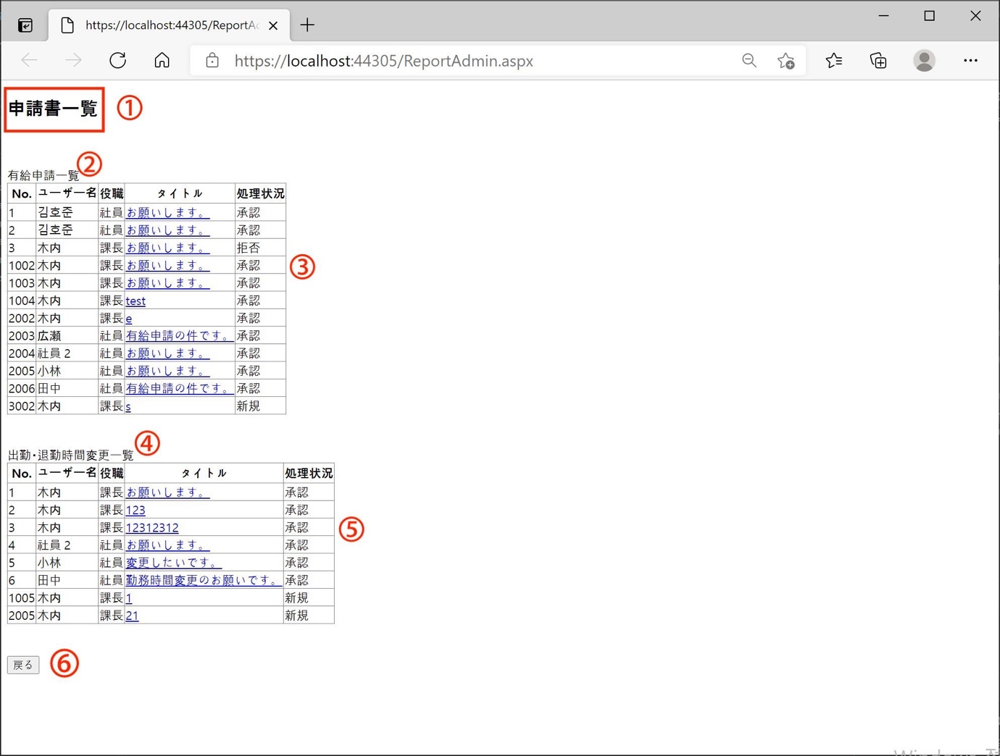 https://localhost:44305/ReportAc
https://localhost:44305/ReportAdmin.aspx
申請書一覧 ①
②
有給申請一覧
No. ユーザー名 役職 タイトル 処理状況
1 김호준 社員 お願いします。 承認
2 김호준 社員 お願いします。 承認
3 木内 課長 お願いします。 拒否
1002 木内 課長 お願いします。 承認 ③
1003 木内 課長 お願いします。 承認
1004 木内 課長 test 承認
2002 木内 課長 e 承認
2003 広瀬 社員 有給申請の件です。 承認
2004 社員2 社員 お願いします。 承認
2005 小林 社員 お願いします。 承認
2006 田中 社員 有給申請の件です。 承認
3002 木内 課長 s 新規
④
出勤・退勤時間変更一覧
No. ユーザー名 役職 タイトル 処理状況
1 木内 課長 お願いします。 承認
2 木内 課長 123 承認
3 木内 課長 12312312 承認 ⑤
4 社員2 社員 お願いします。 承認
5 小林 社員 変更したいです。 承認
6 田中 社員 勤務時間変更のお願いです。 承認
1005 木内 課長 1 新規
2005 木内 課長 21 新規
戻る ⑥